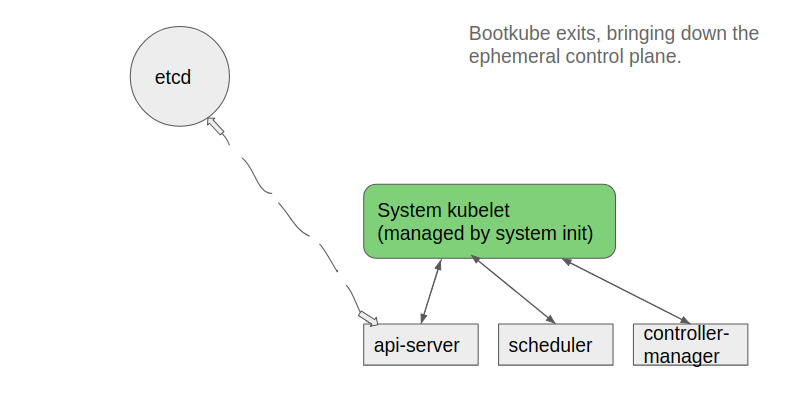 Bootkube exits, bringing down the
ephemeral control plane.
etcd
System kubelet
(managed by system init)
api-server
scheduler
controller-
manager